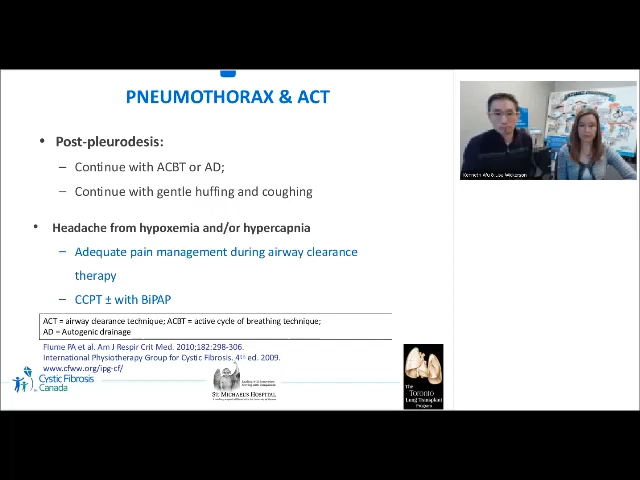 PNEUMOTHORAX & ACT
• Post-pleurodesis:
– Continue with ACBT or AD;
– Continue with gentle huffing and coughing
• Headache from hypoxemia and/or hypercapnia
– Adequate pain management during airway clearance
therapy
– CCPT ± with BiPAP
ACT = airway clearance technique; ACBT = active cycle of breathing technique;
AD = Autogenic drainage
Flume PA et al. Am J Respir Crit Med. 2010;182:298-306.
International Physiotherapy Group for Cystic Fibrosis. 4th ed. 2009.
www.cfww.org/ipg-cf/
Cystic Fibrosis
Canada
ST. MICHAEL'S HOSPITAL
The
Toronto
Lung Transplant
Program
Kenneth Wu & Lise Wickerson